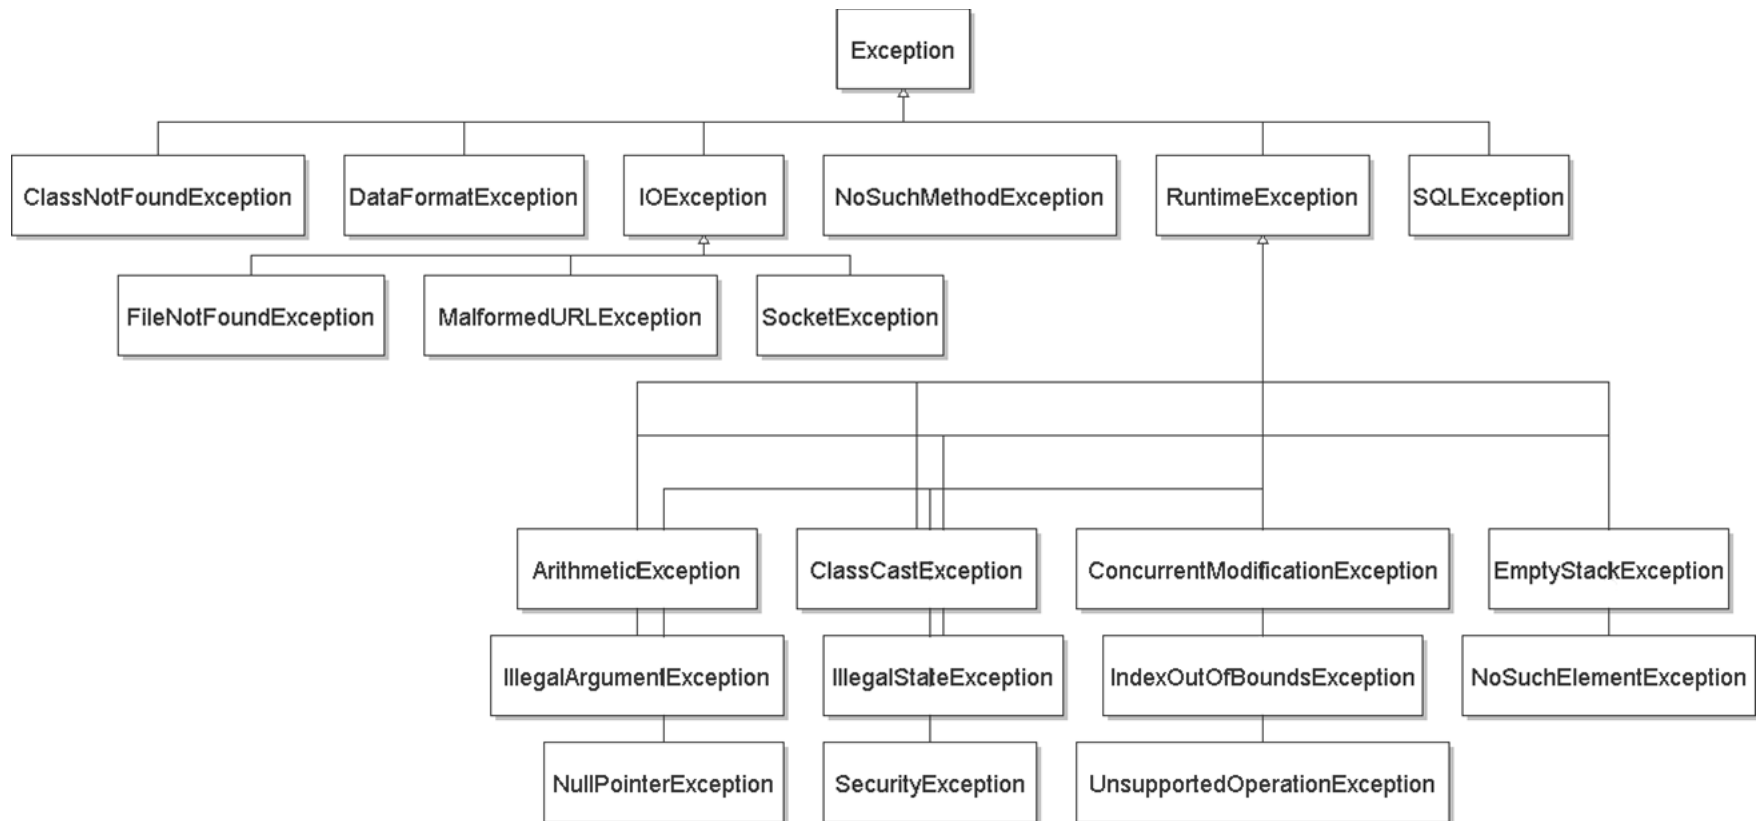 Exception
ClassNotFoundException
DataFormatException
IOException
NoSuchMethodException
RuntimeException
SQLException
FileNotFoundException
MalformedURLException
SocketException
ArithmeticException
ClassCastException
ConcurrentModificationException
EmptyStackException
IllegalArgumentException
IllegalStateException
IndexOutOfBoundsException
NoSuchElementException
NullPointerException
SecurityException
UnsupportedOperationException